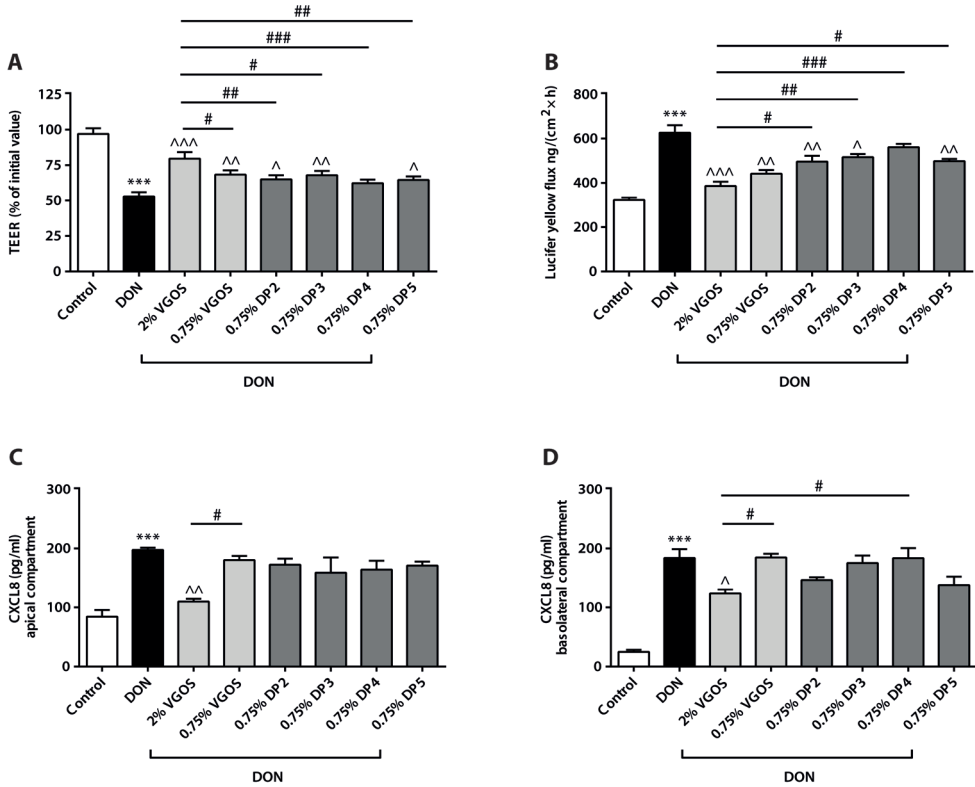 ##
###
#
##
#
A
TEER (% of initial value)
125
100
75
50
25
0
***
^^^
^^
^
^^
^
Control
DON
2% VGOS
0.75% VGOS
0.75% DP2
0.75% DP3
0.75% DP4
0.75% DP5
DON
#
###
##
#
B
Lucifer yellow flux ng/(cm²×h)
800
600
400
200
0
***
^^^
^^
^^
^
^^
Control
DON
2% VGOS
0.75% VGOS
0.75% DP2
0.75% DP3
0.75% DP4
0.75% DP5
DON
C
CXCL8 (pg/ml)
apical compartment
300
200
100
0
#
***
^^
Control
DON
2% VGOS
0.75% VGOS
0.75% DP2
0.75% DP3
0.75% DP4
0.75% DP5
DON
D
CXCL8 (pg/ml)
basolateral compartment
300
200
100
0
#
#
***
^
Control
DON
2% VGOS
0.75% VGOS
0.75% DP2
0.75% DP3
0.75% DP4
0.75% DP5
DON